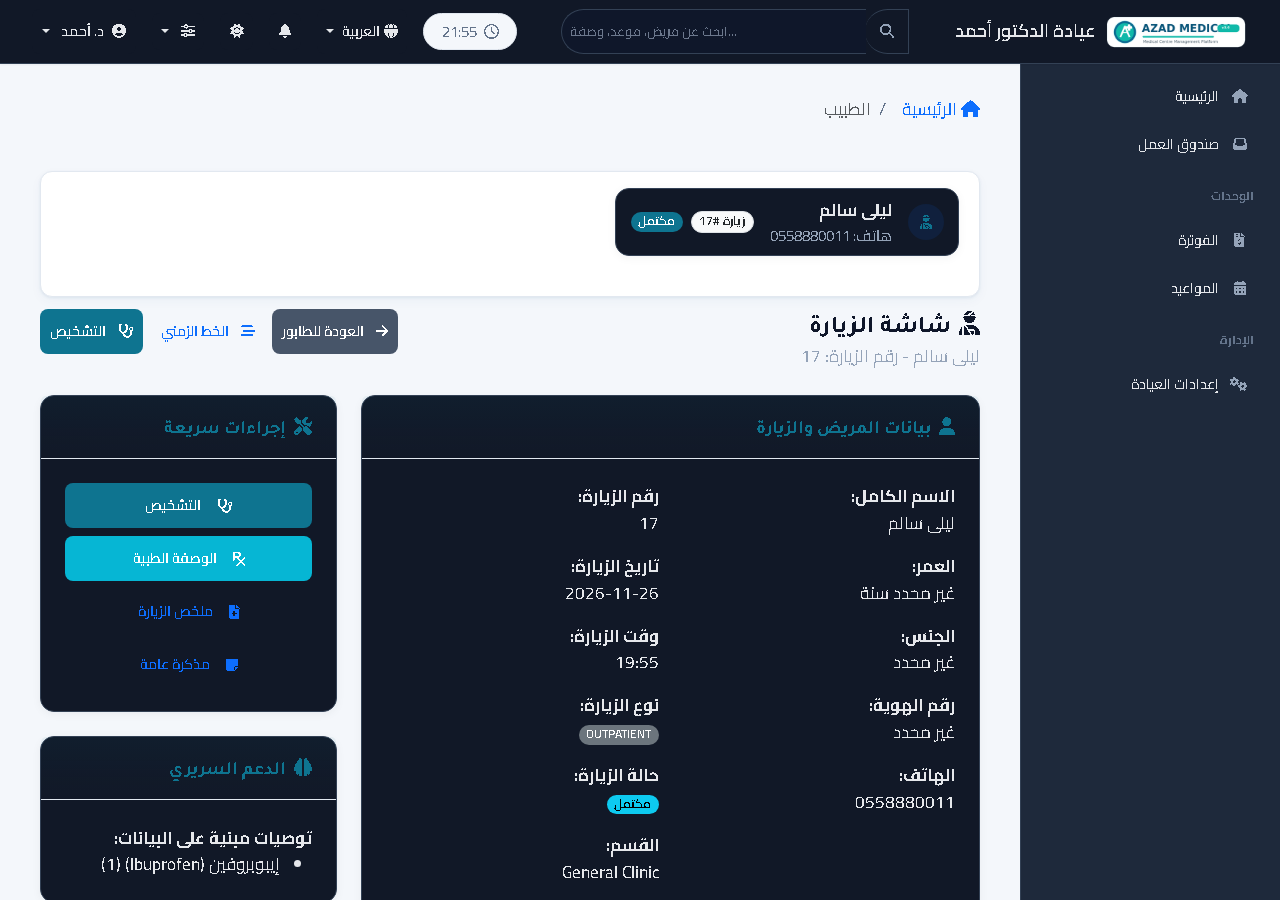 AZAD MEDIC
Medical Centre Management Platform
عيادة الدكتور أحمد
ابحث عن مريض، موعد، وصفة...
21:55
العربية
د. أحمد
الرئيسية
صندوق العمل
الوحدات
الفوترة
المواعيد
الإدارة
إعدادات العيادة
الرئيسية / الطبيب
ليلى سالم
هاتف: 0558880011
زيارة #17
مكتمل
شاشة الزيارة
ليلى سالم - رقم الزيارة: 17
العودة للطابور
الخط الزمني
التشخيص
بيانات المريض والزيارة
الاسم الكامل:
ليلى سالم
العمر:
غير محدد سنة
الجنس:
غير محدد
رقم الهوية:
غير محدد
الهاتف:
0558880011
رقم الزيارة:
17
تاريخ الزيارة:
2026-11-26
وقت الزيارة:
19:55
نوع الزيارة:
OUTPATIENT
حالة الزيارة:
مكتمل
القسم:
General Clinic
إجراءات سريعة
التشخيص
الوصفة الطبية
ملخص الزيارة
مذكرة عامة
الدعم السريري
توصيات مبنية على البيانات:
إيبوبروفين (Ibuprofen) (1)